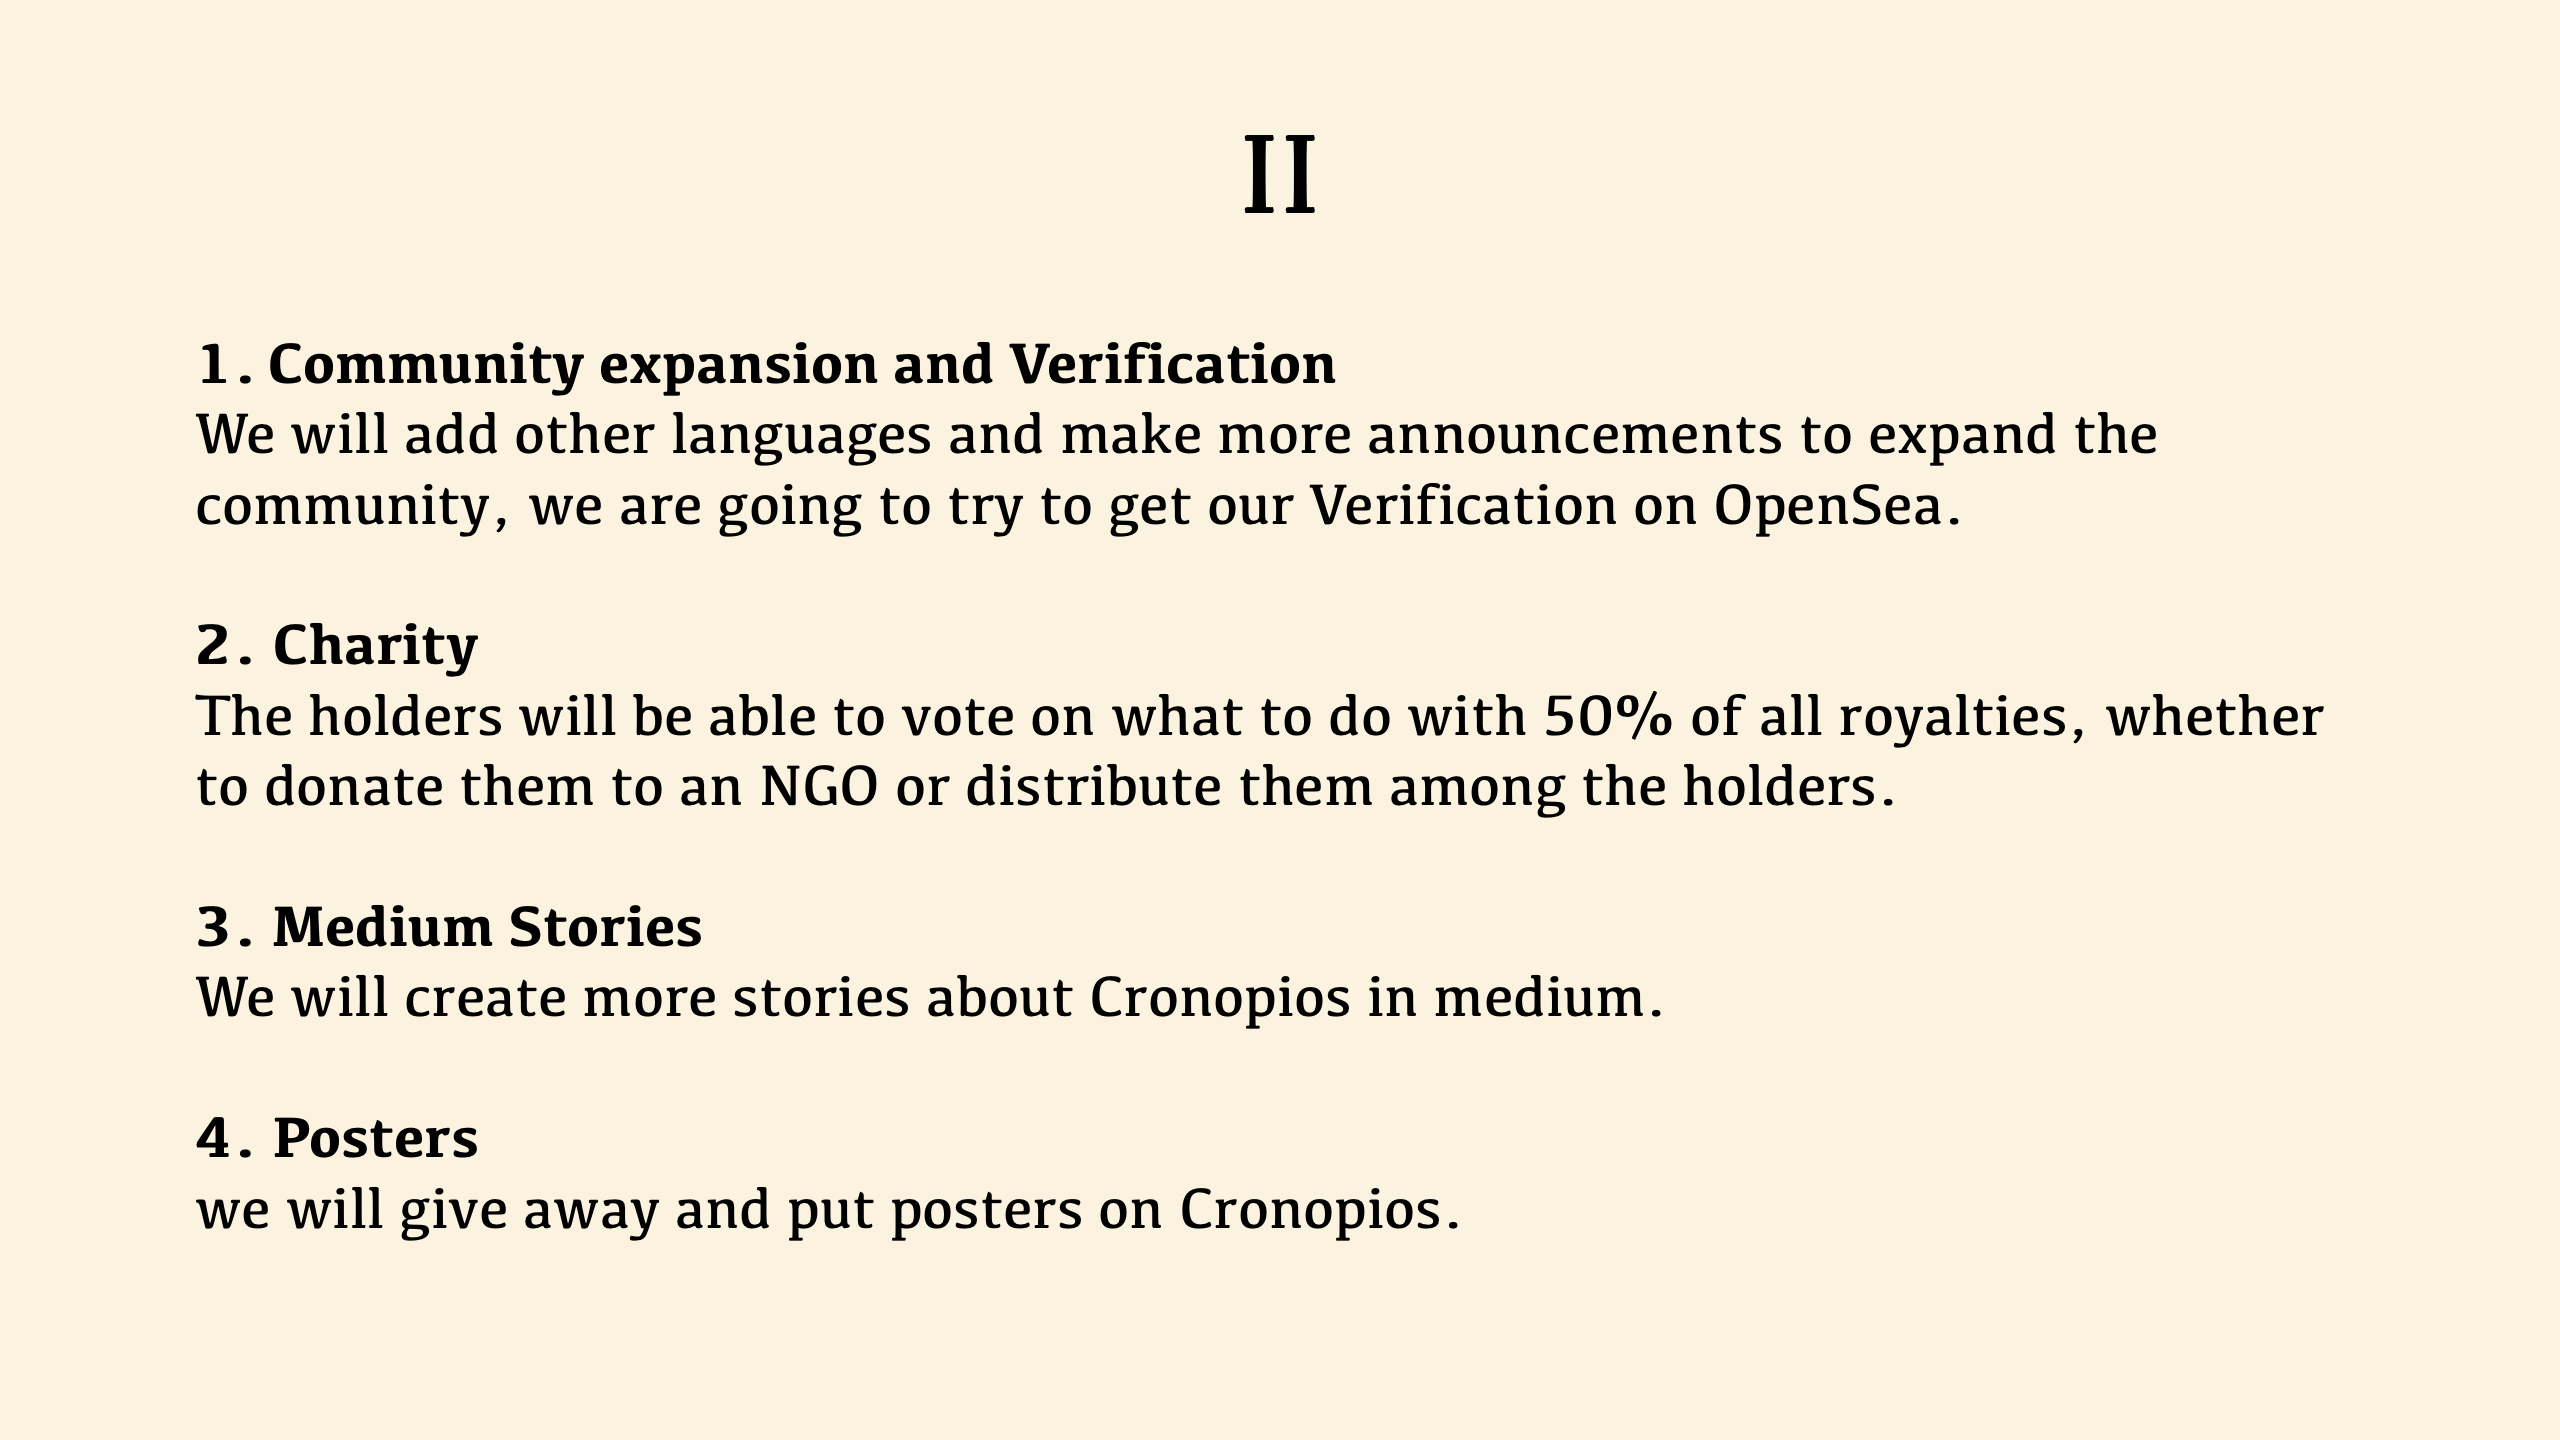 II
1. Community expansion and Verification
We will add other languages and make more announcements to expand the
community, we are going to try to get our Verification on OpenSea.
2. Charity
The holders will be able to vote on what to do with 50% of all royalties, whether
to donate them to an NGO or distribute them among the holders.
3. Medium Stories
We will create more stories about Cronopios in medium.
4. Posters
we will give away and put posters on Cronopios.